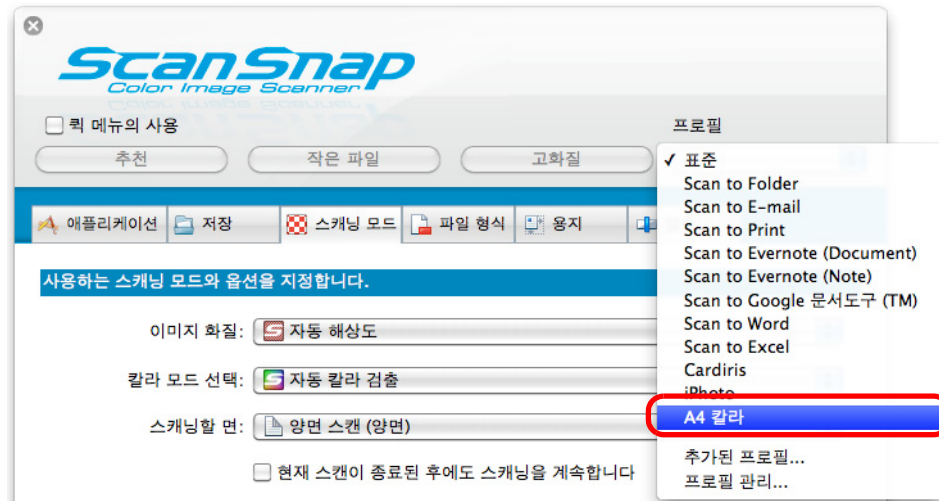 ScanSnap
Color Image Scanner
퀵 메뉴의 사용
프로필
추천
작은 파일
고화질
✓ 표준
Scan to Folder
Scan to E-mail
Scan to Print
Scan to Evernote (Document)
Scan to Evernote (Note)
Scan to Google 문서도구 (TM)
Scan to Word
Scan to Excel
Cardiris
iPhoto
A4 칼라
추가된 프로필...
프로필 관리...
애플리케이션
저장
스캐닝 모드
파일 형식
용지
사용하는 스캐닝 모드와 옵션을 지정합니다.
이미지 화질:
자동 해상도
칼라 모드 선택:
자동 칼라 검출
스캐닝할 면:
양면 스캔 (양면)
현재 스캔이 종료된 후에도 스캐닝을 계속합니다